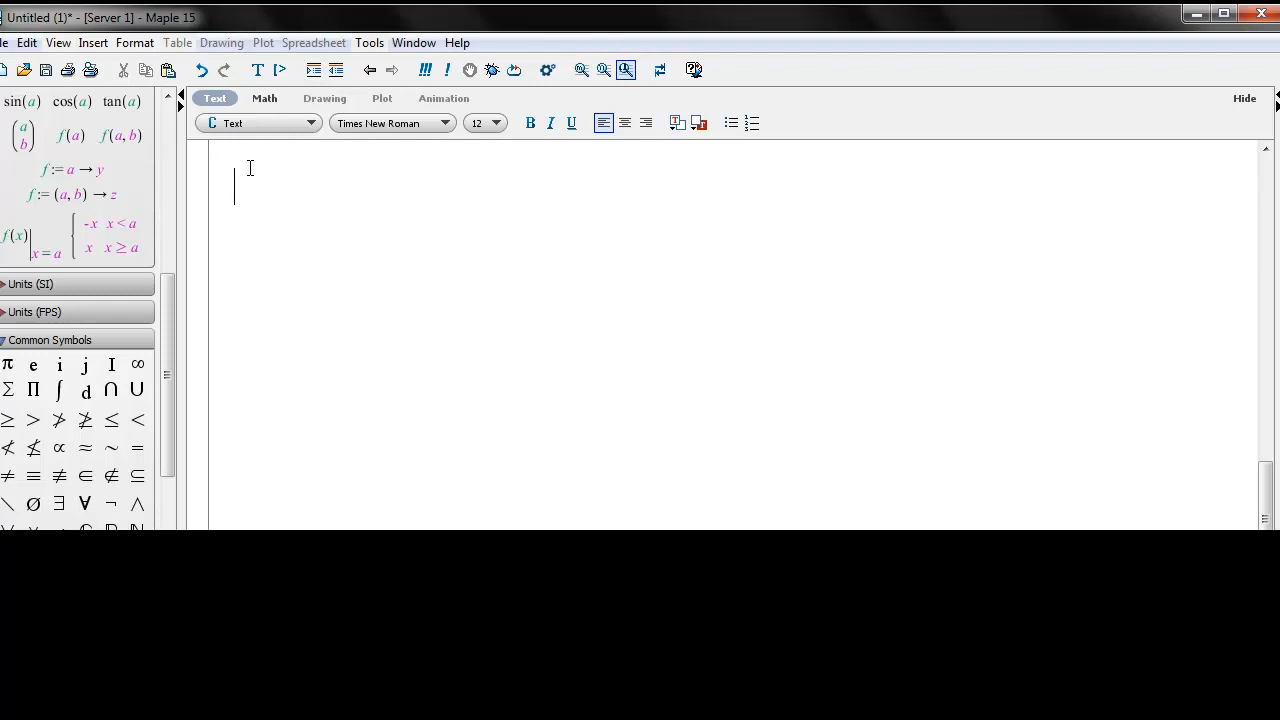 Untitled (1)* - [Server 1] - Maple 15
le Edit View Insert Format Table Drawing Plot Spreadsheet Tools Window Help
sin(a) cos(a) tan(a)
Text Math Drawing Plot Animation Hide
C Text Times New Roman 12 B I U
(a b) f(a) f(a, b)
f := a → y
f := (a, b) → z
f(x)|x = a { -x x < a
x x ≥ a
Units (SI)
Units (FPS)
Common Symbols
π e i j I ∞
Σ Π ∫ d ∩ ∪
≥ > ≯ ≱ ≤ <
≮ ≰ ∝ ≈ ~ =
≠ ≡ ≢ ∈ ∉ ⊆
\ Ø ∃ ∀ ¬ ∧